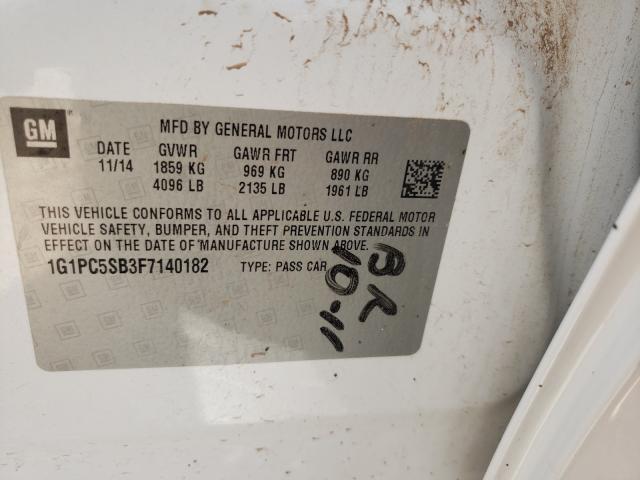 GM
MFD BY GENERAL MOTORS LLC
DATE GVWR GAWR FRT GAWR RR
11/14 1859 KG 969 KG 890 KG
4096 LB 2135 LB 1961 LB
THIS VEHICLE CONFORMS TO ALL APPLICABLE U.S. FEDERAL MOTOR
VEHICLE SAFETY, BUMPER, AND THEFT PREVENTION STANDARDS IN
EFFECT ON THE DATE OF MANUFACTURE SHOWN ABOVE.
1G1PC5SB3F7140182 TYPE: PASS CAR
BR
10-11